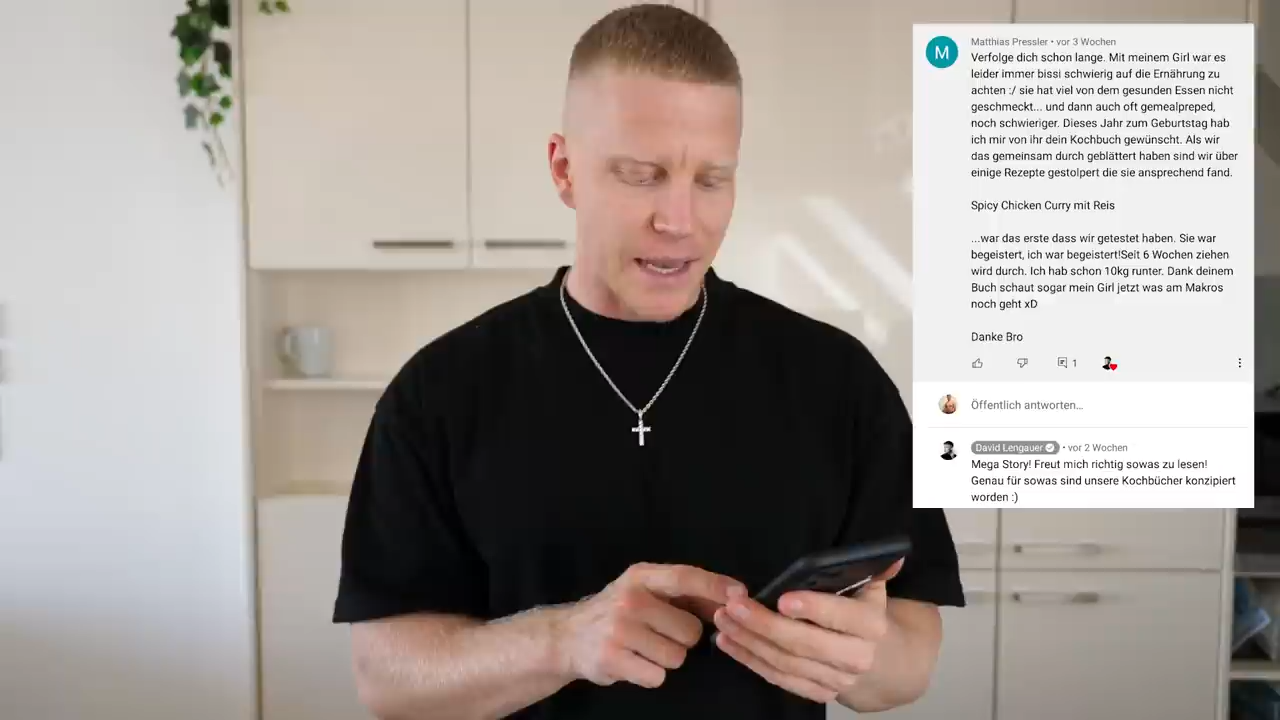 M
Matthias Pressler • vor 3 Wochen
Verfolge dich schon lange. Mit meinem Girl war es
leider immer bissi schwierig auf die Ernährung zu
achten :/ sie hat viel von dem gesunden Essen nicht
geschmeckt... und dann auch oft gemealpreped,
noch schwieriger. Dieses Jahr zum Geburtstag hab
ich mir von ihr dein Kochbuch gewünscht. Als wir
das gemeinsam durch geblättert haben sind wir über
einige Rezepte gestolpert die sie ansprechend fand.
Spicy Chicken Curry mit Reis
...war das erste dass wir getestet haben. Sie war
begeistert, ich war begeistert!Seit 6 Wochen ziehen
wird durch. Ich hab schon 10kg runter. Dank deinem
Buch schaut sogar mein Girl jetzt was am Makros
noch geht xD
Danke Bro
1
Öffentlich antworten...
David Lengauer • vor 2 Wochen
Mega Story! Freut mich richtig sowas zu lesen!
Genau für sowas sind unsere Kochbücher konzipiert
worden :)